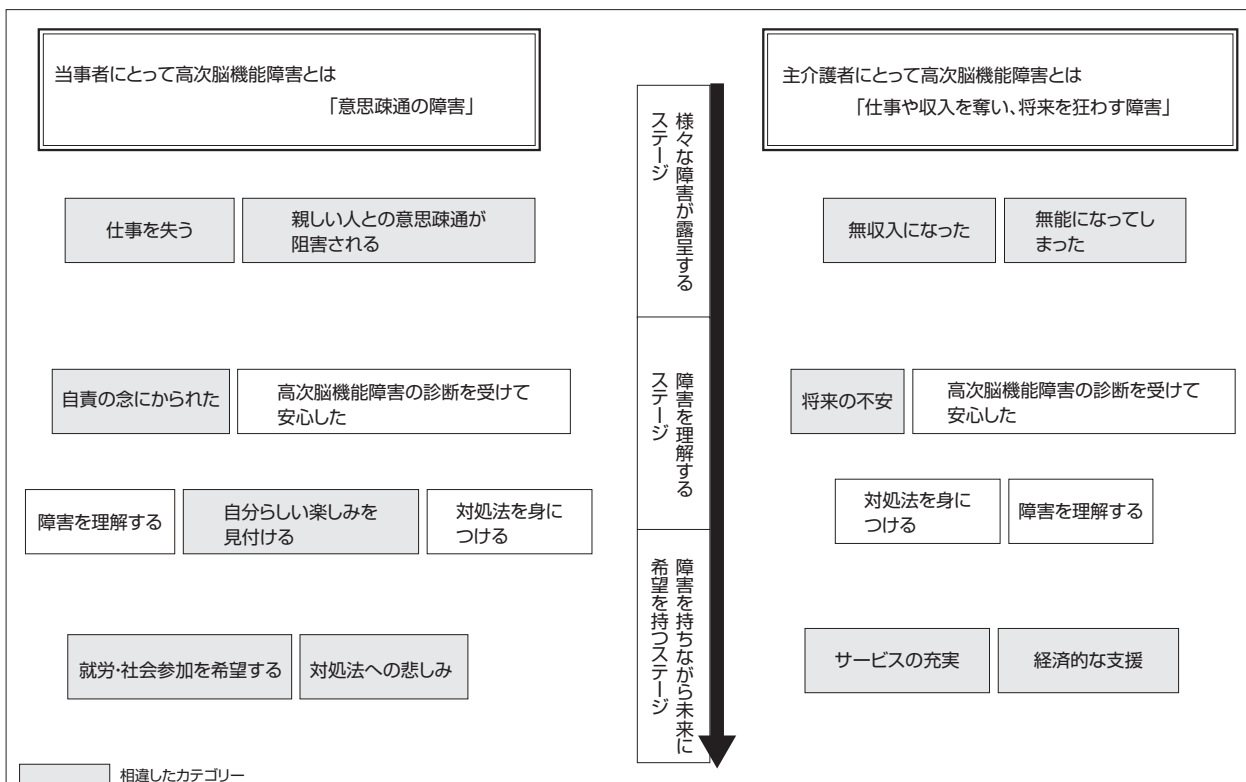 当事者にとって高次脳機能障害とは
「意思疎通の障害」
仕事を失う
親しい人との意思疎通が
阻害される
自責の念にかられた
高次脳機能障害の診断を受けて
安心した
障害を理解する
自分らしい楽しみを
見付ける
対処法を身に
つける
就労・社会参加を希望する
対処法への悲しみ
様々な障害が露呈する
ステージ
障害を理解する
ステージ
障害を持ちながら未来に
希望を持つステージ
主介護者にとって高次脳機能障害とは
「仕事や収入を奪い、将来を狂わす障害」
無収入になった
無能になってし
まった
将来の不安
高次脳機能障害の診断を受けて
安心した
対処法を身に
つける
障害を理解する
サービスの充実
経済的な支援
相違したカテゴリー